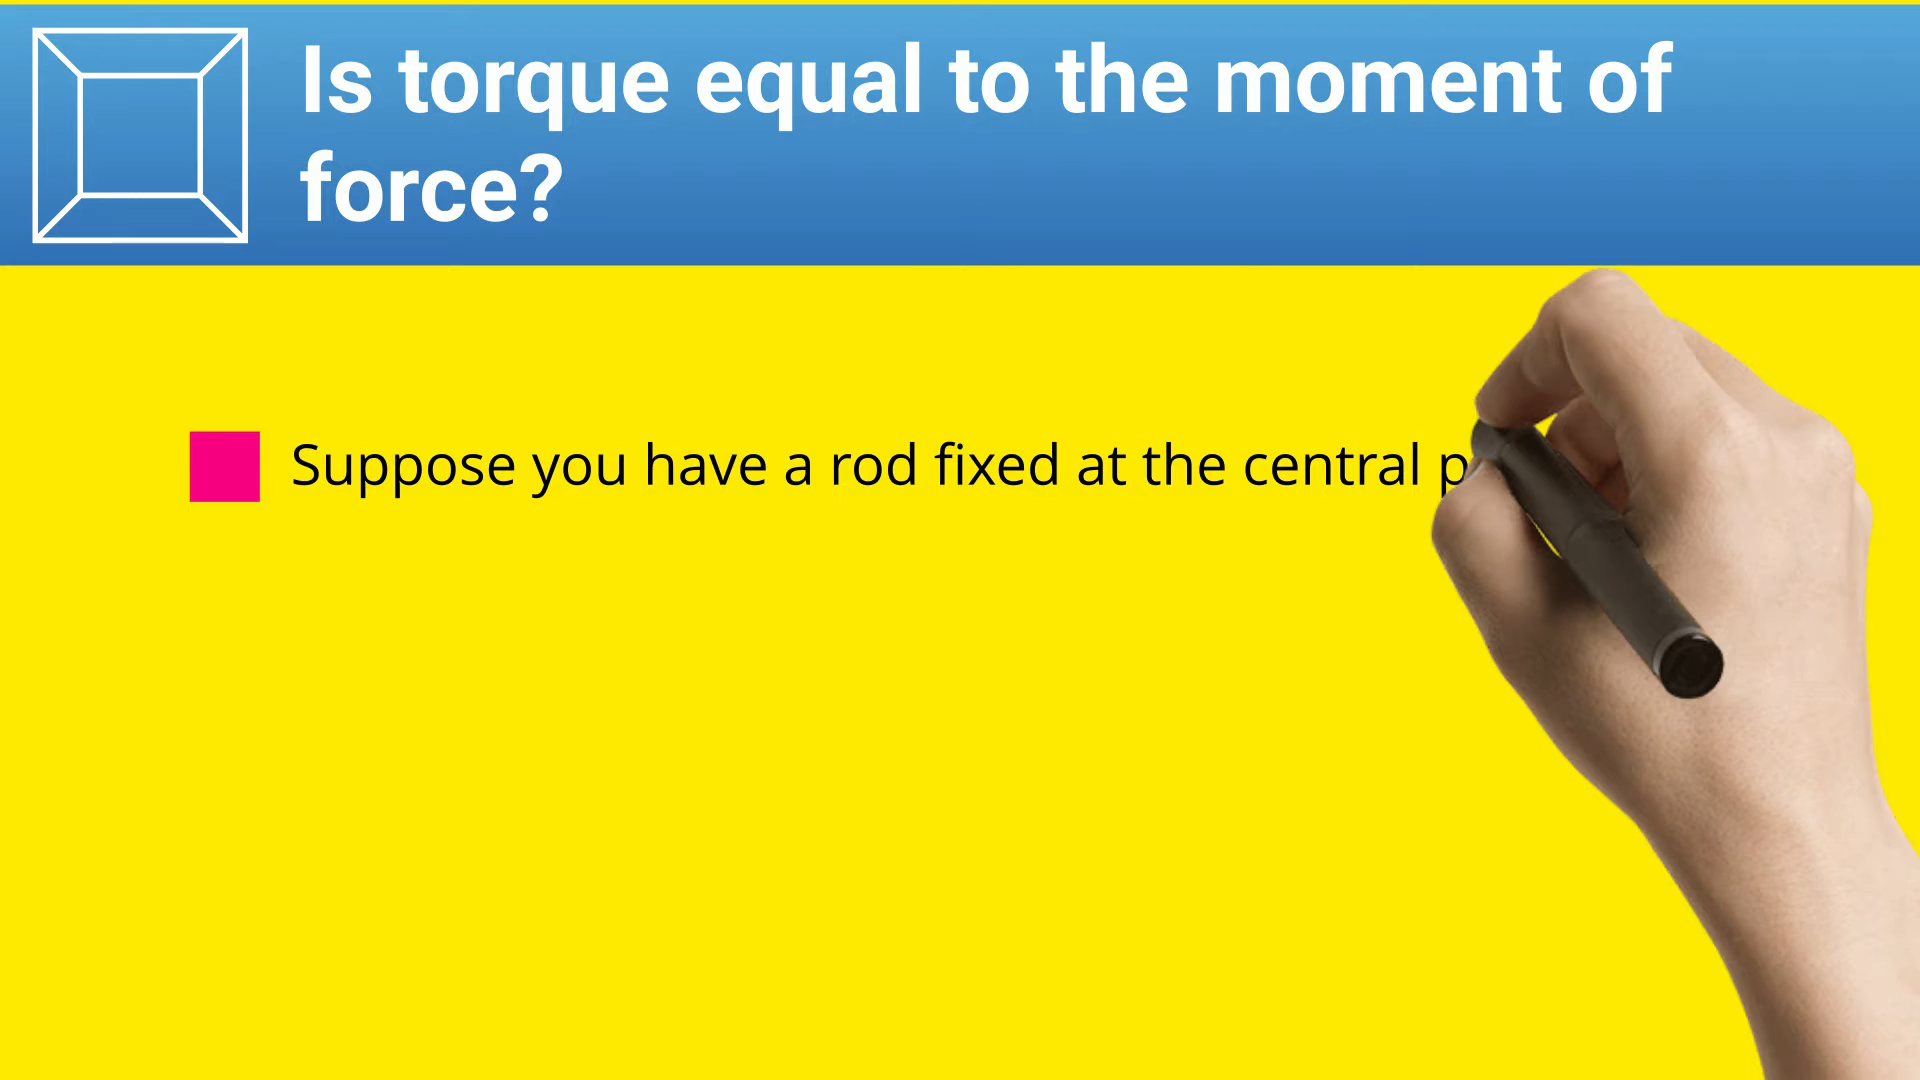 Is torque equal to the moment of
force?
Suppose you have a rod fixed at the central